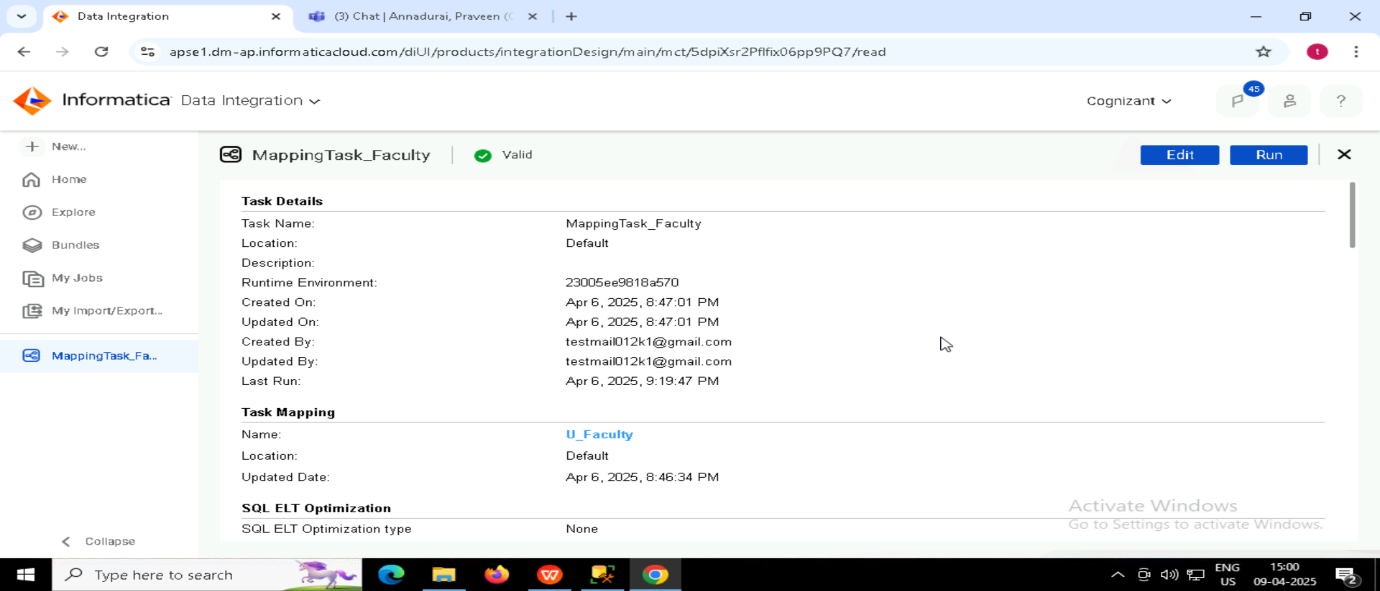 Data Integration
(3) Chat | Annadurai, Praveen (C
apse1.dm-ap.informaticacloud.com/diUI/products/integrationDesign/main/mct/5dpiXsr2Pflfix06pp9PQ7/read
t
Informatica Data Integration
Cognizant
45
?
New...
Home
Explore
Bundles
My Jobs
My Import/Export...
MappingTask_Fa...
Collapse
MappingTask_Faculty
Valid
Edit
Run
Task Details
Task Name: MappingTask_Faculty
Location: Default
Description:
Runtime Environment: 23005ee9818a570
Created On: Apr 6, 2025, 8:47:01 PM
Updated On: Apr 6, 2025, 8:47:01 PM
Created By: testmail012k1@gmail.com
Updated By: testmail012k1@gmail.com
Last Run: Apr 6, 2025, 9:19:47 PM
Task Mapping
Name: U_Faculty
Location: Default
Updated Date: Apr 6, 2025, 8:46:34 PM
SQL ELT Optimization
SQL ELT Optimization type None
Activate Windows
Go to Settings to activate Windows.
Type here to search
ENG
US
15:00
09-04-2025
2